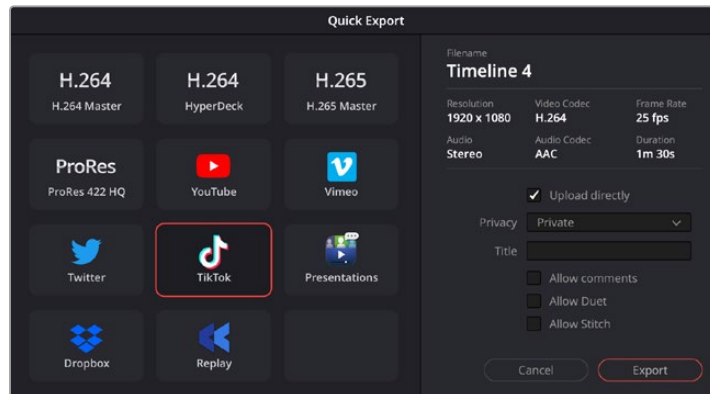 Quick Export
H.264
H.264 Master
H.264
HyperDeck
H.265
H.265 Master
ProRes
ProRes 422 HQ
YouTube
Vimeo
Twitter
TikTok
Presentations
Dropbox
Replay
Filename
Timeline 4
Resolution Video Codec Frame Rate
1920 x 1080 H.264 25 fps
Audio Audio Codec Duration
Stereo AAC 1m 30s
Upload directly
Privacy Private
Title
Allow comments
Allow Duet
Allow Stitch
Cancel Export